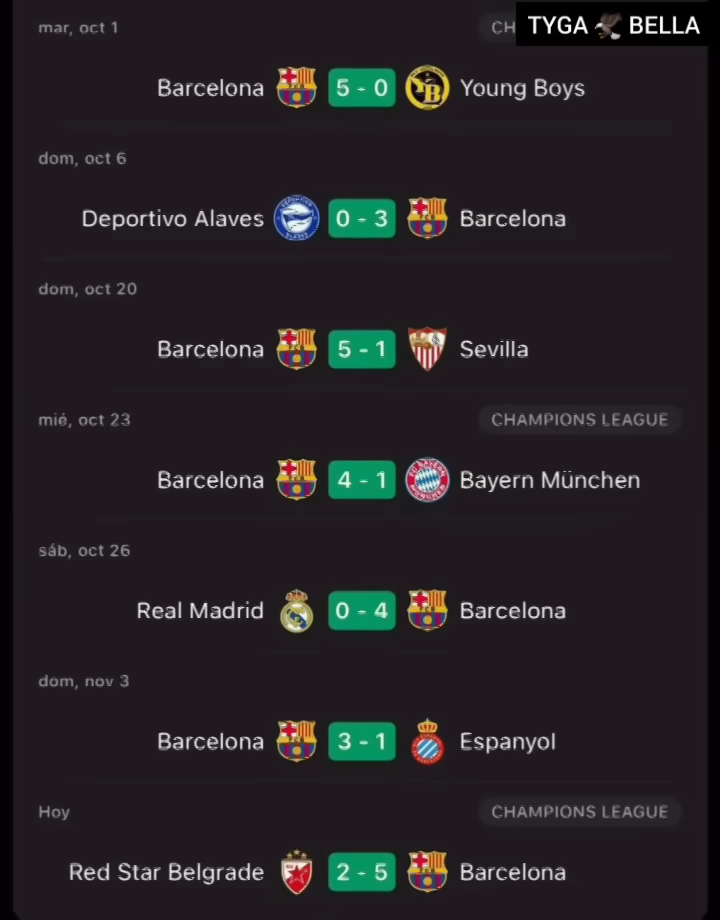 mar, oct 1
CH
TYGA 🦅 BELLA
Barcelona 5 - 0 Young Boys
dom, oct 6
Deportivo Alaves 0 - 3 Barcelona
dom, oct 20
Barcelona 5 - 1 Sevilla
mié, oct 23
CHAMPIONS LEAGUE
Barcelona 4 - 1 Bayern München
sáb, oct 26
Real Madrid 0 - 4 Barcelona
dom, nov 3
Barcelona 3 - 1 Espanyol
Hoy
CHAMPIONS LEAGUE
Red Star Belgrade 2 - 5 Barcelona